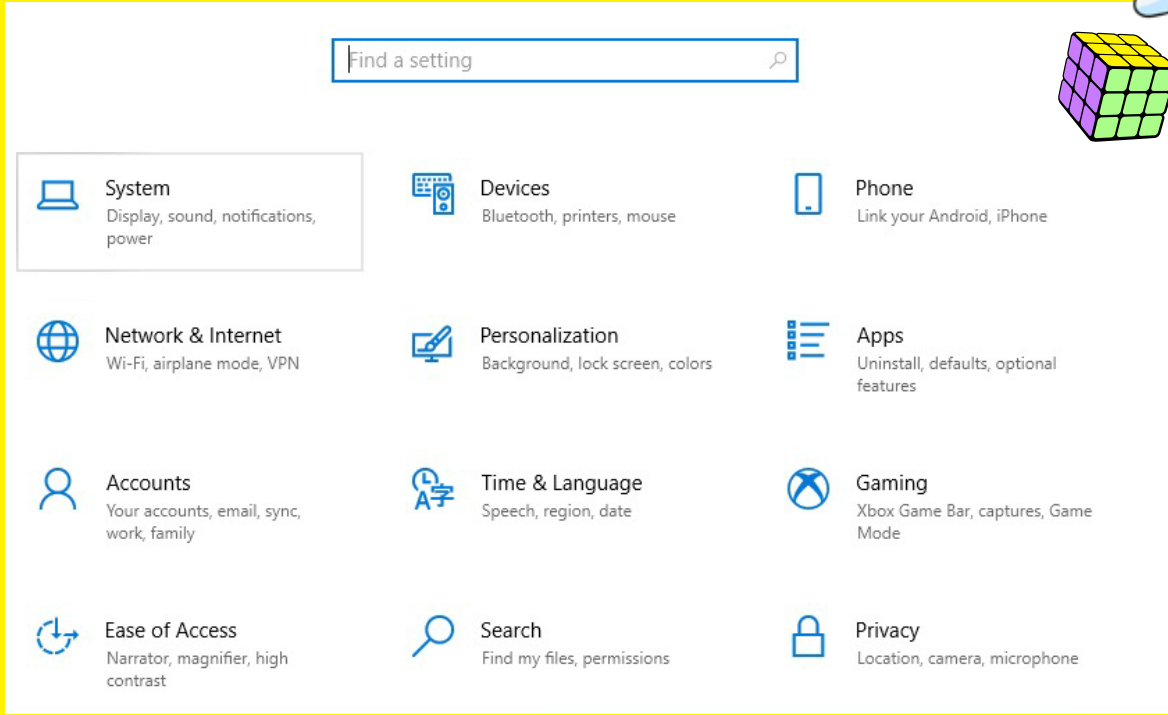 Find a setting
System
Display, sound, notifications,
power
Devices
Bluetooth, printers, mouse
Phone
Link your Android, iPhone
Network & Internet
Wi-Fi, airplane mode, VPN
Personalization
Background, lock screen, colors
Apps
Uninstall, defaults, optional
features
Accounts
Your accounts, email, sync,
work, family
Time & Language
Speech, region, date
Gaming
Xbox Game Bar, captures, Game
Mode
Ease of Access
Narrator, magnifier, high
contrast
Search
Find my files, permissions
Privacy
Location, camera, microphone